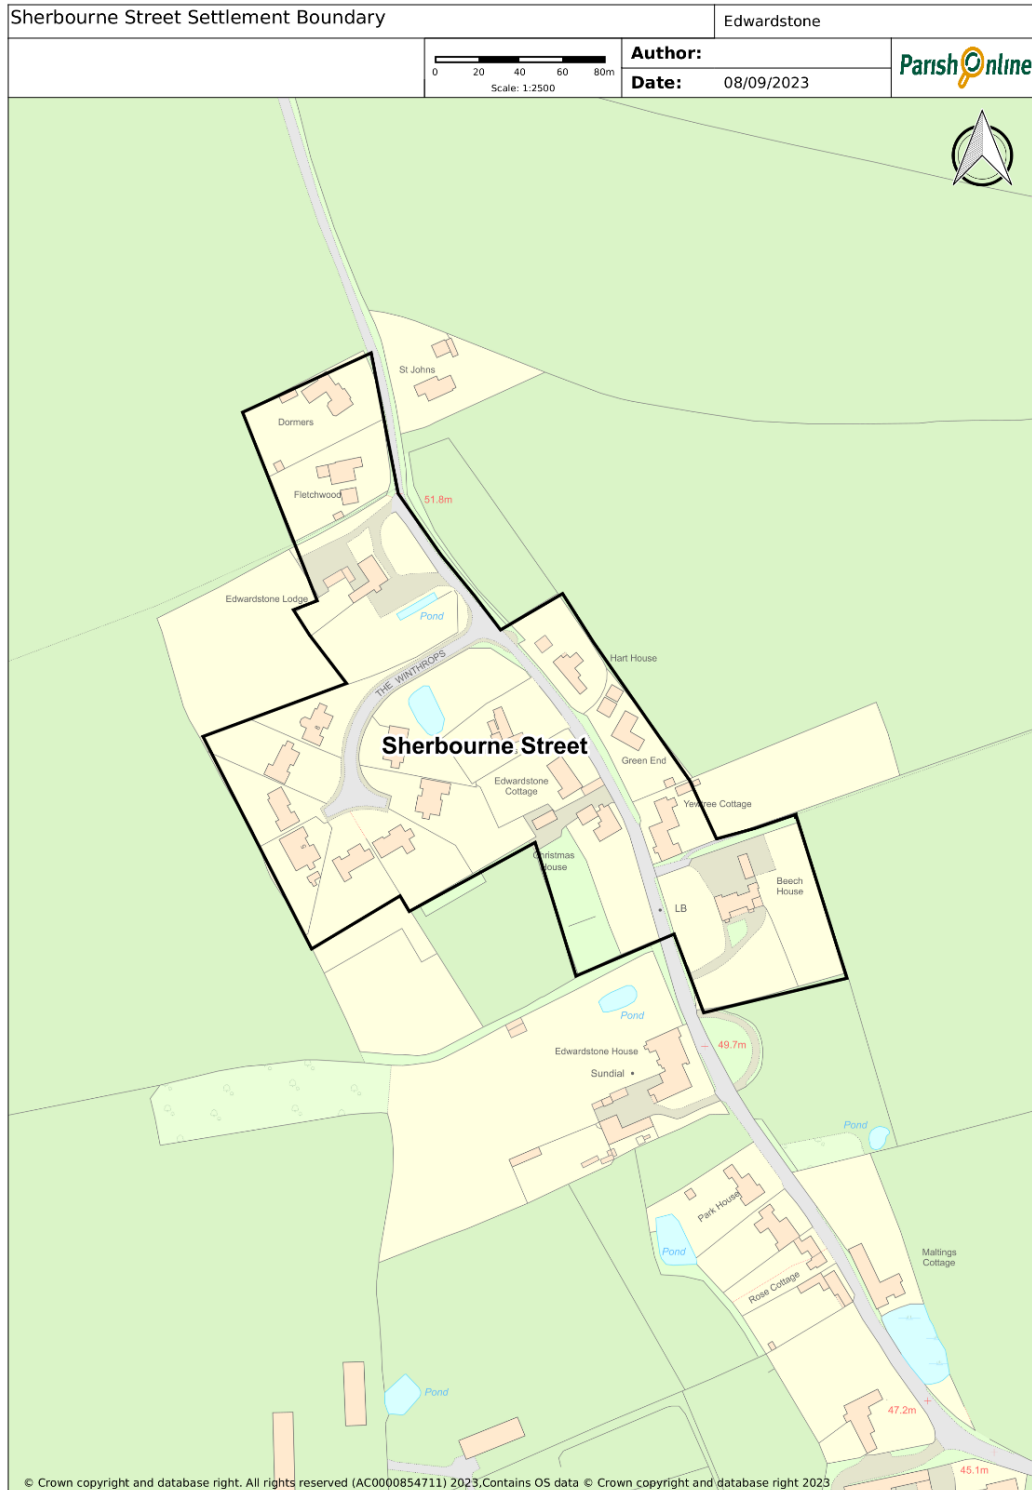 Sherbourne Street Settlement Boundary
Edwardstone
0 20 40 60 80m
Scale: 1:2500
Author:
Date: 08/09/2023
Parish Online
St Johns
Dormers
Fletchwood
51.8m
Edwardstone Lodge
Pond
THE WINTHROPS
Hart House
Sherbourne Street
Green End
Edwardstone
Cottage
Yewtree Cottage
Christmas
House
Beech
House
LB
Pond
49.7m
Edwardstone House
Sundial
Pond
Park House
Pond
Maltings
Cottage
Rose Cottage
Pond
47.2m
45.1m
© Crown copyright and database right. All rights reserved (AC0000854711) 2023,Contains OS data © Crown copyright and database right 2023